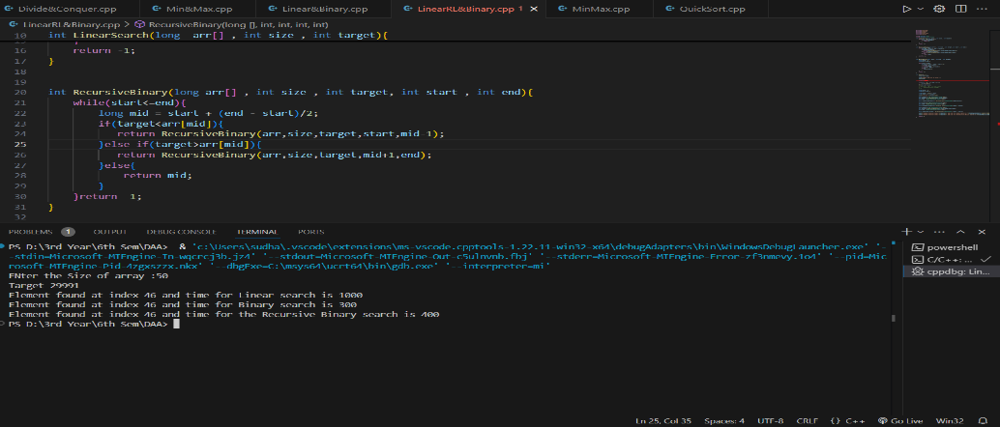 Divide&Conquer.cpp Min&Max.cpp Linear&Binary.cpp LinearRL&Binary.cpp 1 MinMax.cpp QuickSort.cpp
LinearRL&Binary.cpp > RecursiveBinary(long [], int, int, int, int)
10 int LinearSearch(long arr[] , int size , int target){
16 return -1;
17 }
18
19
20 int RecursiveBinary(long arr[] , int size , int target, int start , int end){
21 while(start<=end){
22 long mid = start + (end - start)/2;
23 if(target<arr[mid]){
24 return RecursiveBinary(arr,size,target,start,mid-1);
25 }else if(target>arr[mid]){
26 return RecursiveBinary(arr,size,target,mid+1,end);
27 }else{
28 return mid;
29 }
30 }return -1;
31 }
32
PROBLEMS 1 OUTPUT DEBUG CONSOLE TERMINAL PORTS
PS D:\3rd Year\6th Sem\DAA> & 'c:\Users\sudha\.vscode\extensions\ms-vscode.cpptools-1.22.11-win32-x64\debugAdapters\bin\WindowsDebugLauncher.exe' '-
-stdin=Microsoft-MIEngine-In-wqcrcj3b.jz4' '--stdout=Microsoft-MIEngine-Out-c5ulnvnb.fbj' '--stderr=Microsoft-MIEngine-Error-zf3nmevy.1o4' '--pid=Mic
rosoft-MIEngine-Pid-4zgxszzx.nkx' '--dbgExe=C:\msys64\ucrt64\bin\gdb.exe' '--interpreter=mi'
ENter the Size of array :50
Target 29991
Element found at index 46 and time for Linear search is 1000
Element found at index 46 and time for Binary search is 300
Element found at index 46 and time for the Recursive Binary search is 400
PS D:\3rd Year\6th Sem\DAA>
powershell
C/C++: ...
cppdbg: Lin...
Ln 25, Col 35 Spaces: 4 UTF-8 CRLF {} C++ Go Live Win32